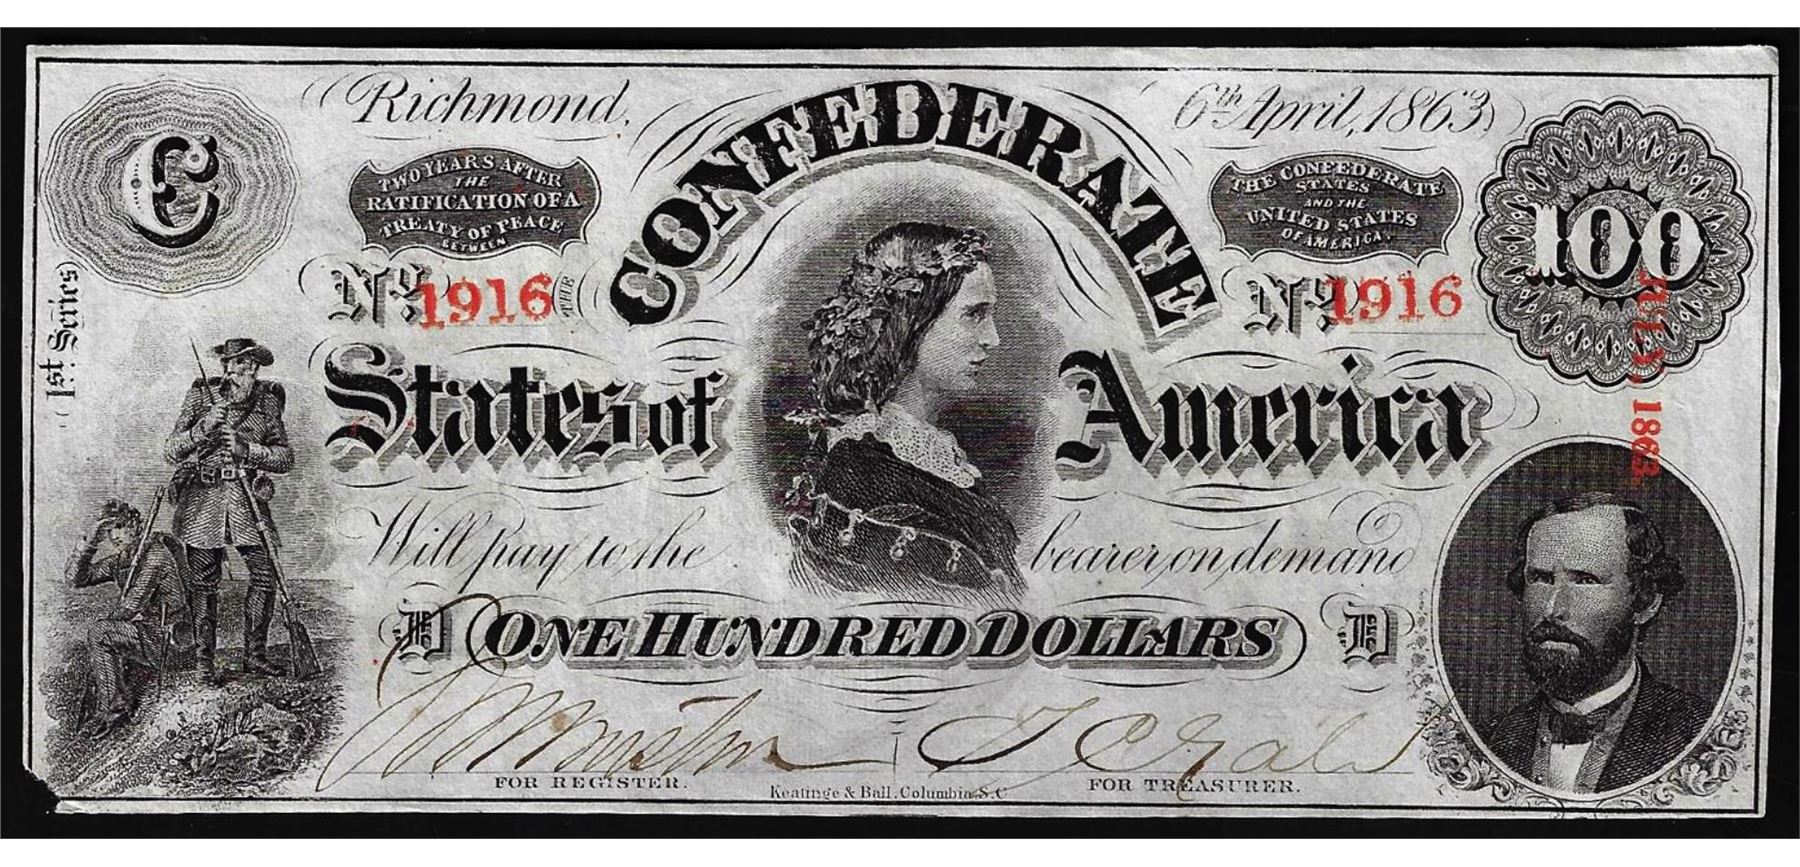 C
Richmond,
6th April, 1863
TWO YEARS AFTER
THE
RATIFICATION OF A
TREATY OF PEACE
BETWEEN
THE CONFEDERATE
STATES
AND THE
UNITED STATES
OF AMERICA.
100
1st Series
No. 1916
THE
CONFEDERATE
No. 1916
JULY, 1863.
States of America
Will pay to the bearer on demand
D ONE HUNDRED DOLLARS D
FOR REGISTER.
Keatinge & Ball, Columbia, S.C
FOR TREASURER.